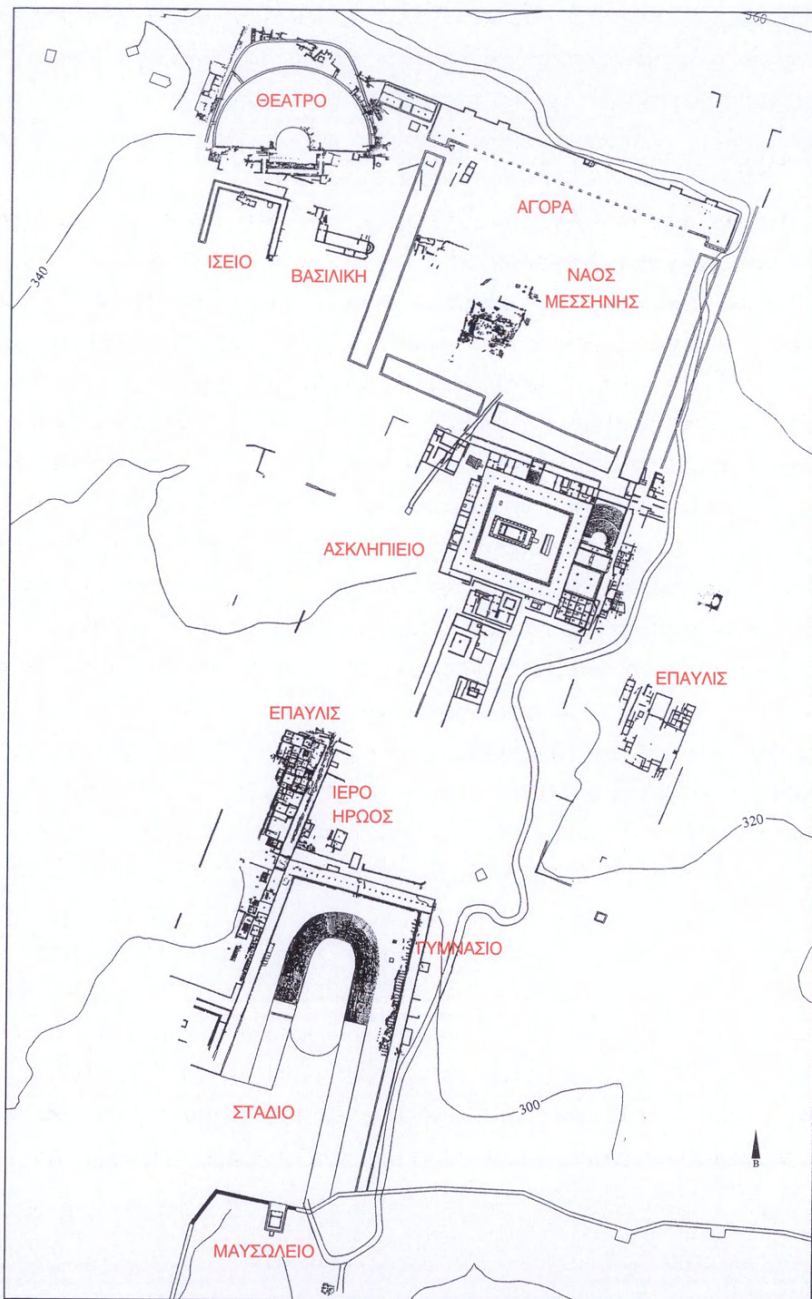 360
ΘΕΑΤΡΟ
ΑΓΟΡΑ
ΙΣΕΙΟ
ΒΑΣΙΛΙΚΗ
ΝΑΟΣ
ΜΕΣΣΗΝΗΣ
340
ΑΣΚΛΗΠΙΕΙΟ
ΕΠΑΥΛΙΣ
ΕΠΑΥΛΙΣ
ΙΕΡΟ
ΗΡΩΟΣ
320
ΓΥΜΝΑΣΙΟ
ΣΤΑΔΙΟ
300
Β
ΜΑΥΣΩΛΕΙΟ